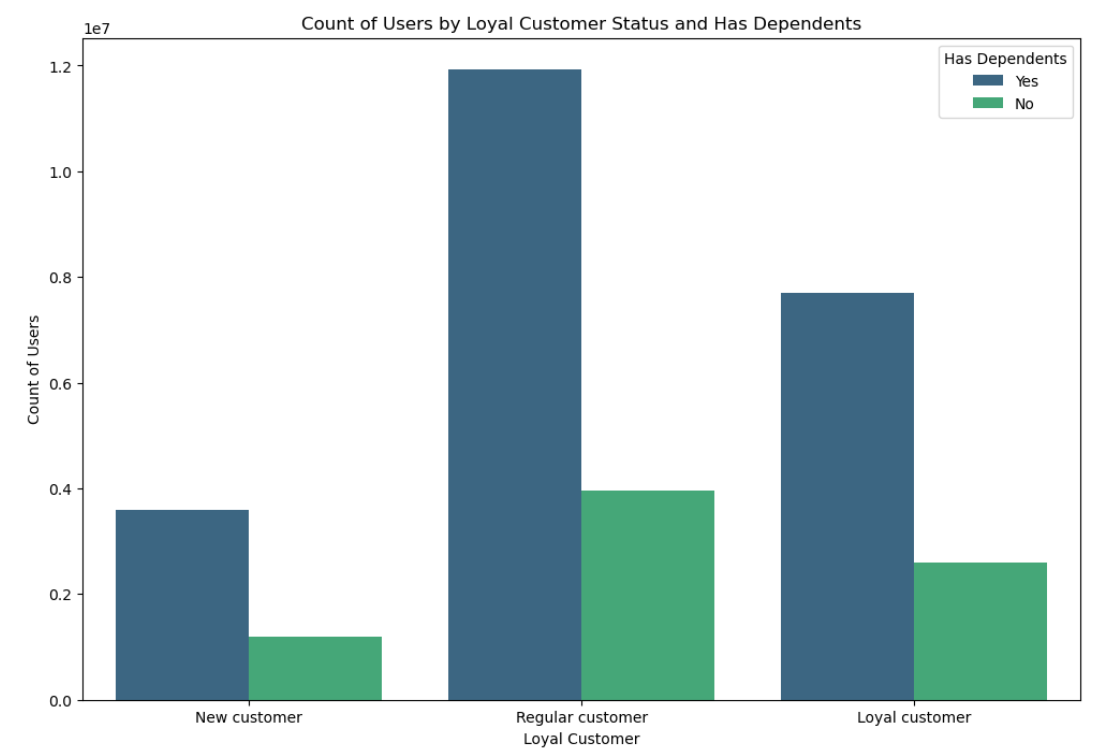 Count of Users by Loyal Customer Status and Has Dependents
1e7
1.2
1.0
0.8
0.6
0.4
0.2
0.0
Count of Users
Has Dependents
Yes
No
New customer
Regular customer
Loyal customer
Loyal Customer